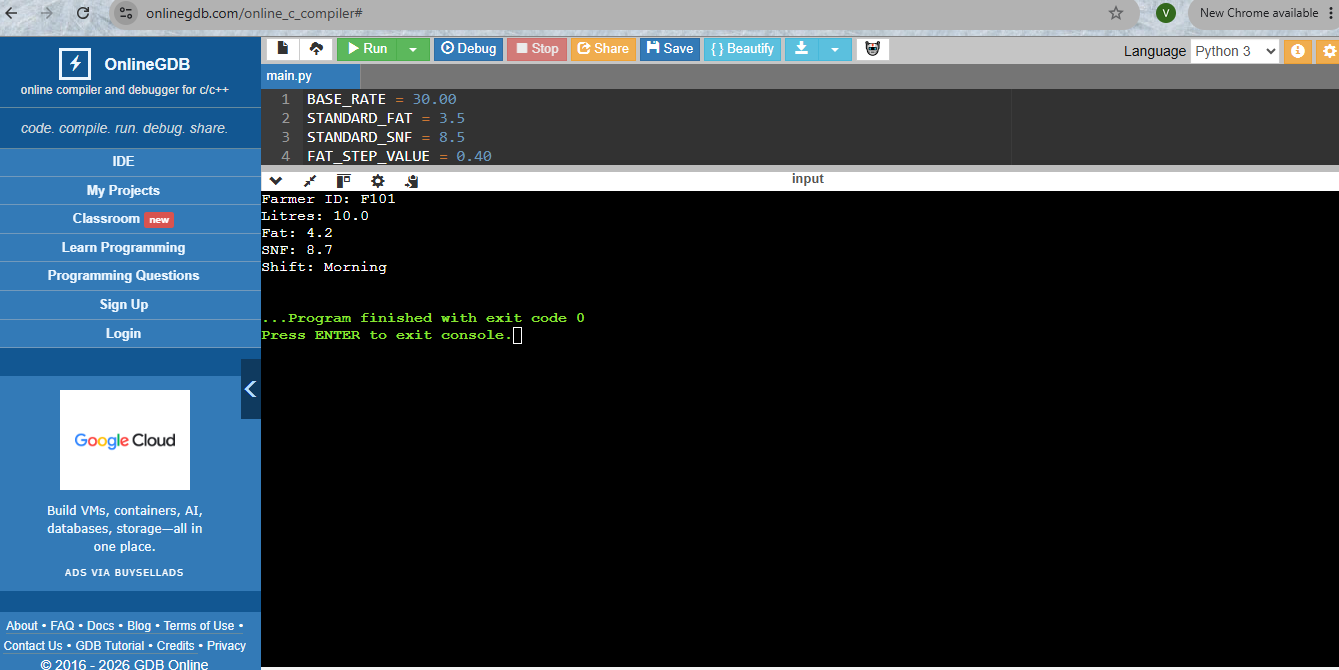 onlinegdb.com/online_c_compiler#
V
New Chrome available
OnlineGDB
online compiler and debugger for c/c++
code. compile. run. debug. share.
IDE
My Projects
Classroom new
Learn Programming
Programming Questions
Sign Up
Login
Google Cloud
Build VMs, containers, AI,
databases, storage—all in
one place.
ADS VIA BUYSELLADS
About • FAQ • Docs • Blog • Terms of Use •
Contact Us • GDB Tutorial • Credits • Privacy
© 2016 - 2026 GDB Online
Run Debug Stop Share Save {} Beautify Language Python 3
main.py
1 BASE_RATE = 30.00
2 STANDARD_FAT = 3.5
3 STANDARD_SNF = 8.5
4 FAT_STEP_VALUE = 0.40
input
Farmer ID: F101
Litres: 10.0
Fat: 4.2
SNF: 8.7
Shift: Morning
...Program finished with exit code 0
Press ENTER to exit console.